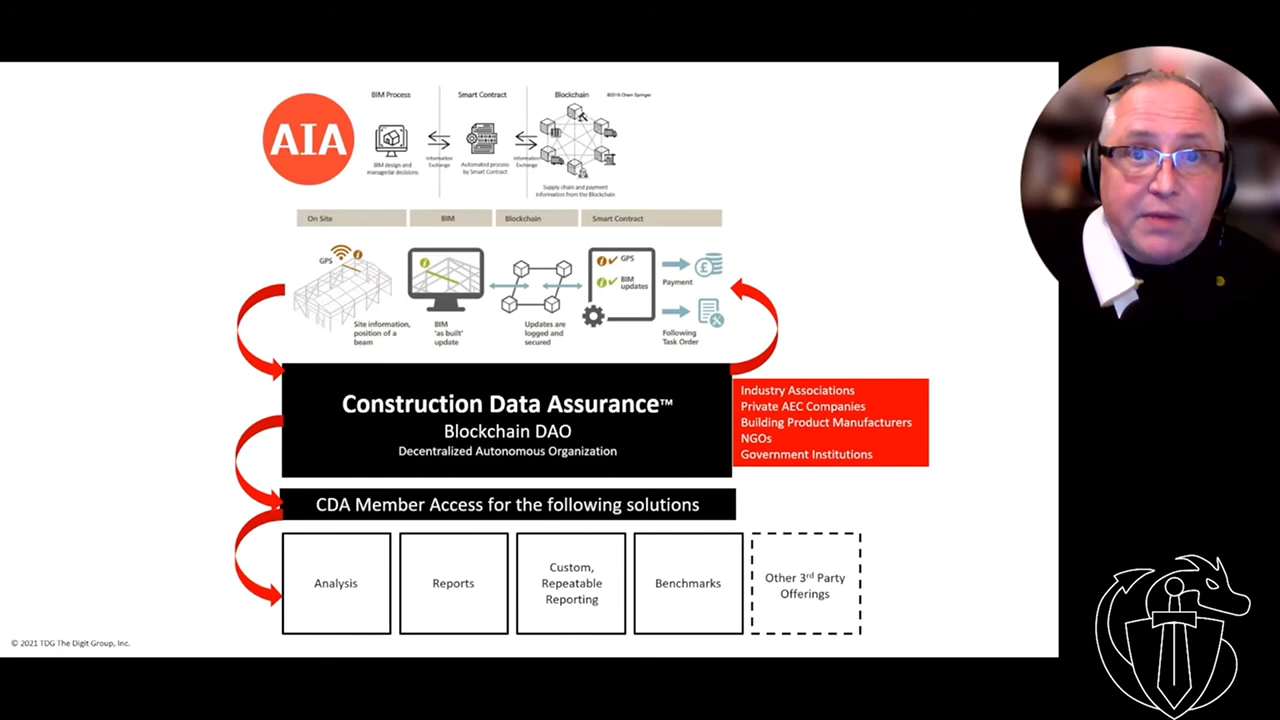 AIA
BIM Process
Smart Contract
Blockchain
BIM design and
managerial decisions
Information
Exchange
Automated process
by Smart Contract
Information
Exchange
Supply chain and payment
information from the Blockchain
On Site
BIM
Blockchain
Smart Contract
GPS
Site information,
position of a
beam
BIM
'as built'
update
Updates are
logged and
secured
GPS
BIM
updates
£
Payment
Following
Task Order
Construction Data Assurance™
Blockchain DAO
Decentralized Autonomous Organization
Industry Associations
Private AEC Companies
Building Product Manufacturers
NGOs
Government Institutions
CDA Member Access for the following solutions
Analysis
Reports
Custom,
Repeatable
Reporting
Benchmarks
Other 3rd Party
Offerings
© 2021 TDG The Digit Group, Inc.